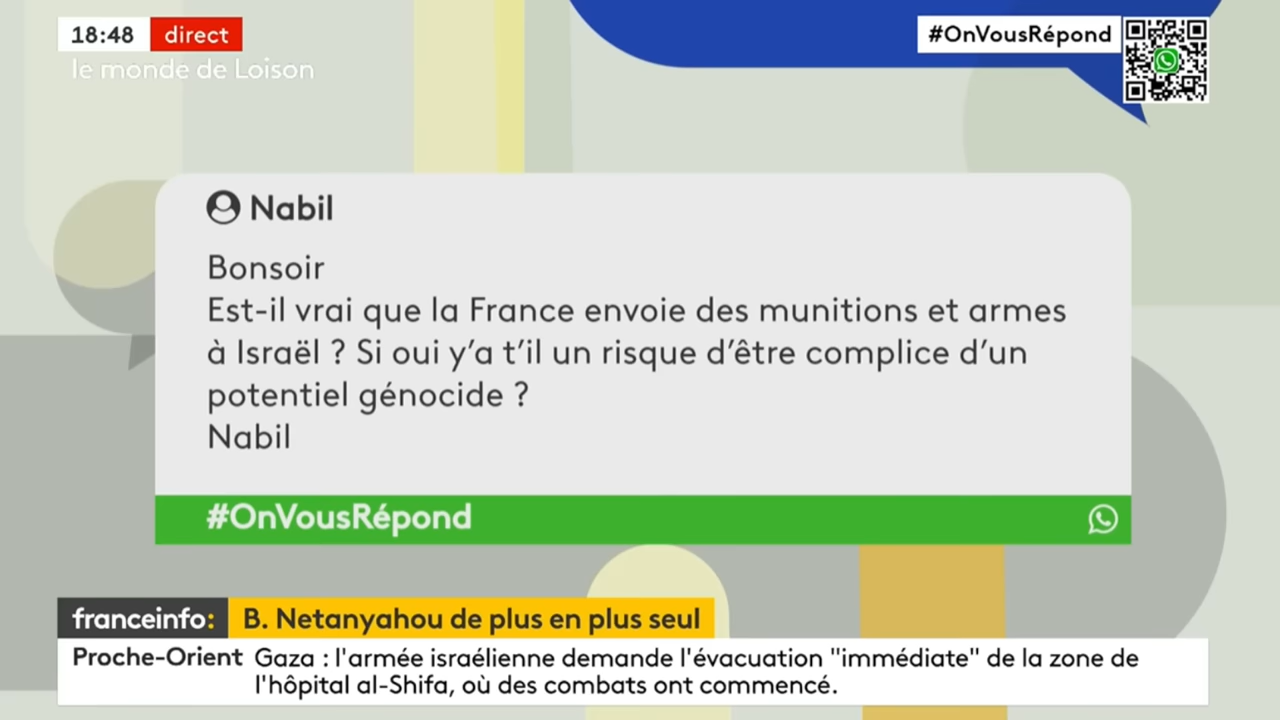 18:48 direct
#OnVousRépond
le monde de Loison
Nabil
Bonsoir
Est-il vrai que la France envoie des munitions et armes
à Israël ? Si oui y’a t’il un risque d’être complice d’un
potentiel génocide ?
Nabil
#OnVousRépond
franceinfo: B. Netanyahou de plus en plus seul
Proche-Orient Gaza : l'armée israélienne demande l'évacuation "immédiate" de la zone de
l'hôpital al-Shifa, où des combats ont commencé.